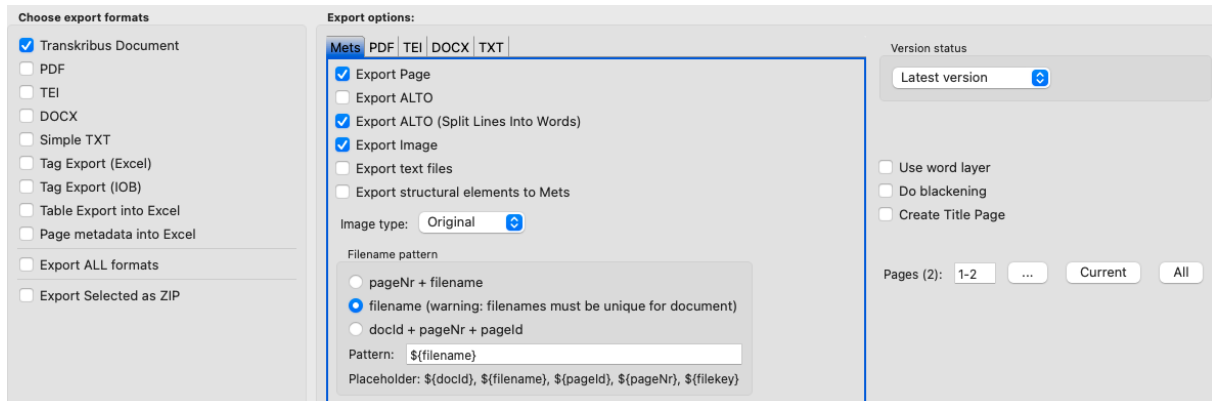 Choose export formats
Transkribus Document
PDF
TEI
DOCX
Simple TXT
Tag Export (Excel)
Tag Export (IOB)
Table Export into Excel
Page metadata into Excel
Export ALL formats
Export Selected as ZIP
Export options:
Mets PDF TEI DOCX TXT
Export Page
Export ALTO
Export ALTO (Split Lines Into Words)
Export Image
Export text files
Export structural elements to Mets
Image type: Original
Filename pattern
pageNr + filename
filename (warning: filenames must be unique for document)
docId + pageNr + pageId
Pattern: ${filename}
Placeholder: ${docId}, ${filename}, ${pageId}, ${pageNr}, ${filekey}
Version status
Latest version
Use word layer
Do blackening
Create Title Page
Pages (2): 1-2 ... Current All